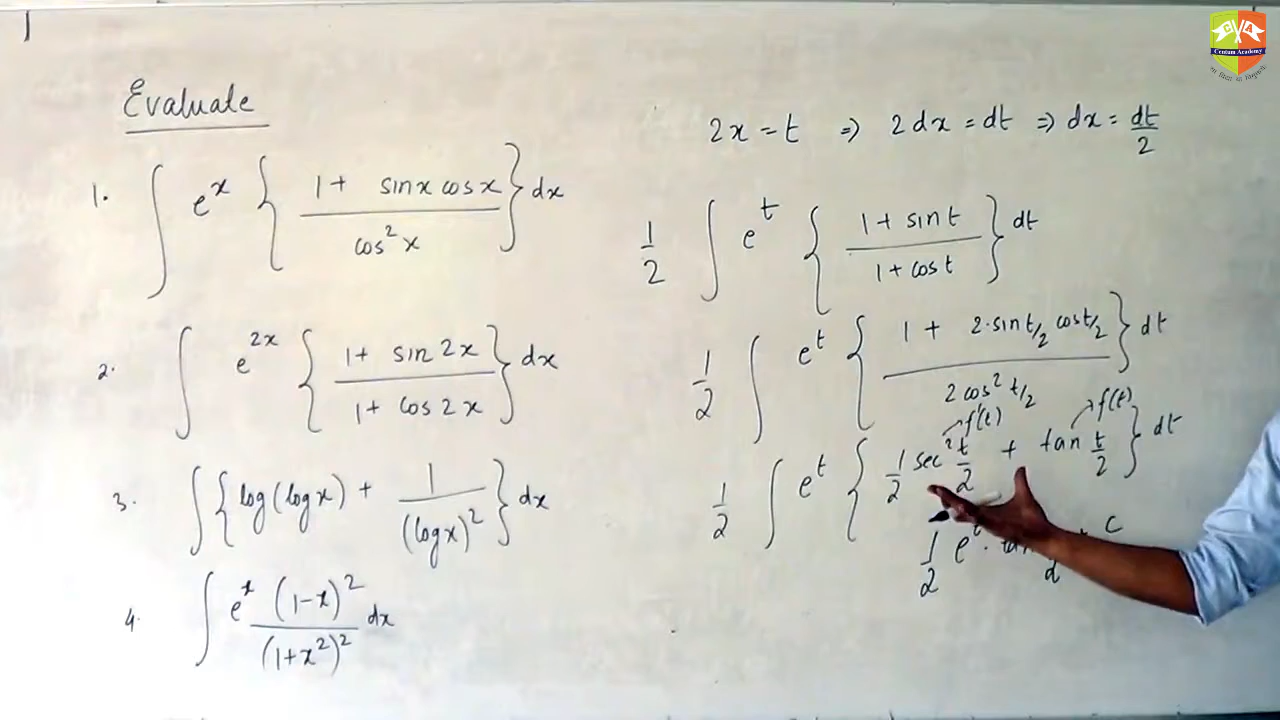 Evaluate
1. ∫ e^x { (1 + sin x cos x) / (cos² x) } dx
2. ∫ e^{2x} { (1 + sin 2x) / (1 + cos 2x) } dx
3. ∫ { log(log x) + 1 / (log x)² } dx
4. ∫ e^x (1-x)² / (1+x²)² dx
2x = t ⇒ 2dx = dt ⇒ dx = dt/2
1/2 ∫ e^t { (1 + sin t) / (1 + cos t) } dt
1/2 ∫ e^t { (1 + 2·sin t/2 cos t/2) / (2 cos² t/2) } dt
f'(t) f(t)
1/2 ∫ e^t { 1/2 sec² t/2 + tan t/2 } dt
1/2 e^t · + c
Centum Academy